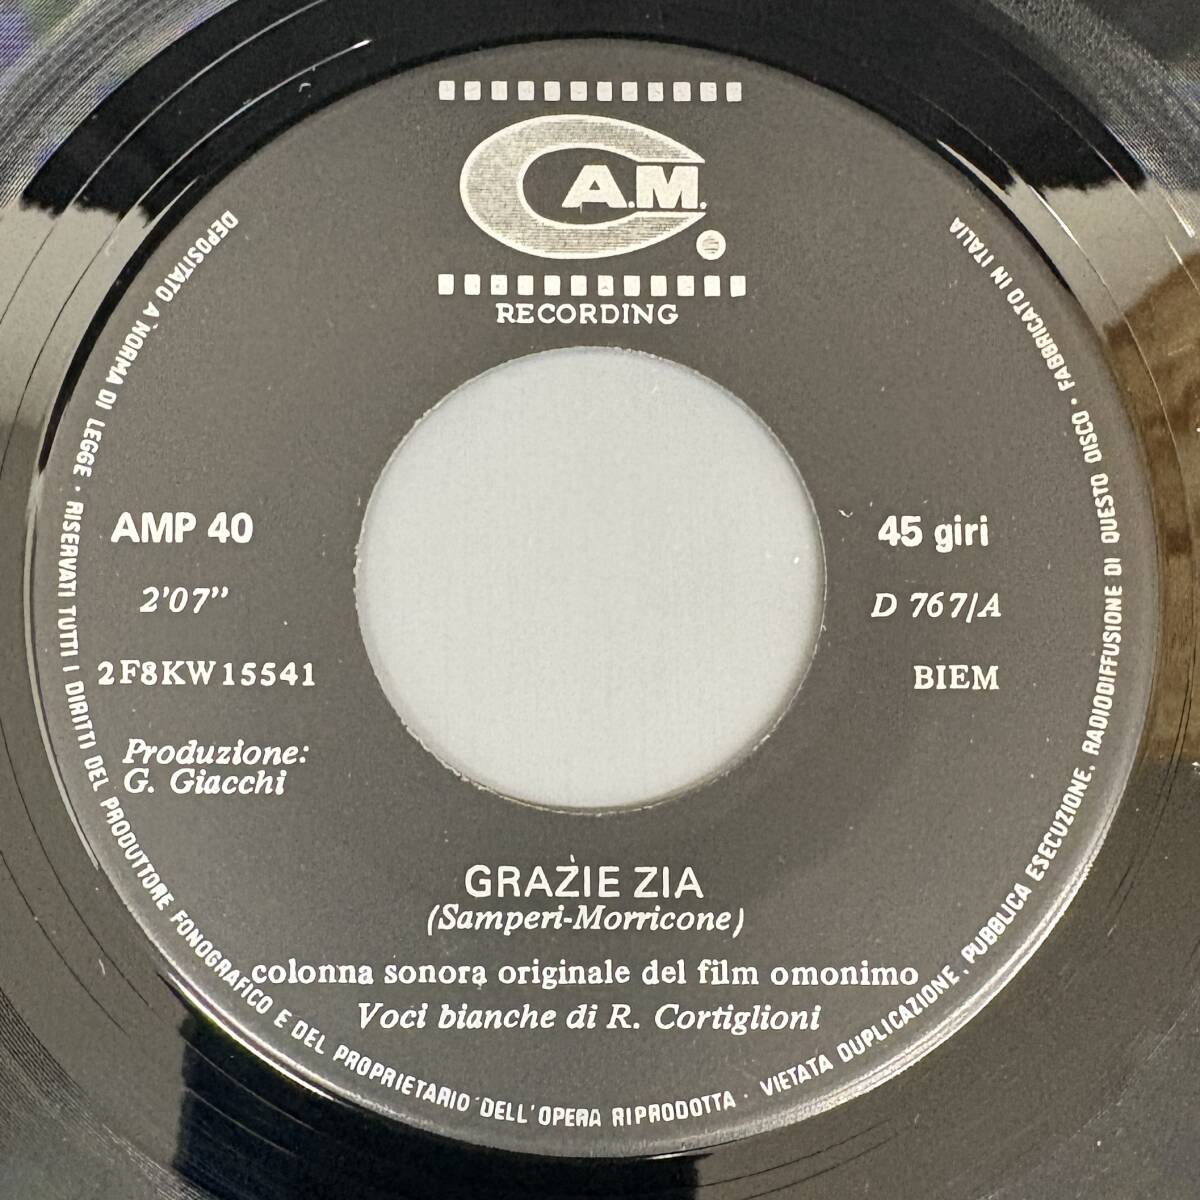 C.A.M.
RECORDING
AMP 40
2'07"
2F8KW15541
Produzione:
G. Giacchi
45 giri
D 767/A
BIEM
GRAZIE ZIA
(Samperi-Morricone)
colonna sonora originale del film omonimo
Voci bianche di R. Cortiglioni
DEPOSITATO A NORMA DI LEGGE · RISERVATI TUTTI I DIRITTI DEL PRODUTTORE FONOGRAFICO E DEL PROPRIETARIO DELL'OPERA RIPRODOTTA · VIETATA DUPLICAZIONE, PUBBLICA ESECUZIONE, RADIODIFFUSIONE DI QUESTO DISCO · FABBRICATO IN ITALIA